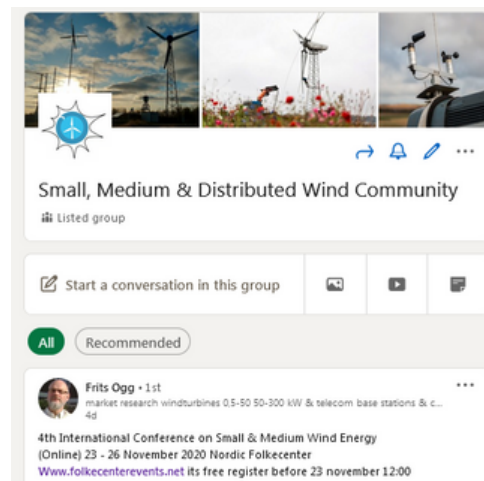 Small, Medium & Distributed Wind Community
Listed group
Start a conversation in this group
All
Recommended
Frits Ogg • 1st
market research windturbines 0,5-50 50-300 kW & telecom base stations & c...
4d
4th International Conference on Small & Medium Wind Energy
(Online) 23 - 26 November 2020 Nordic Folkecenter
Www.folkecenterevents.net its free register before 23 november 12:00